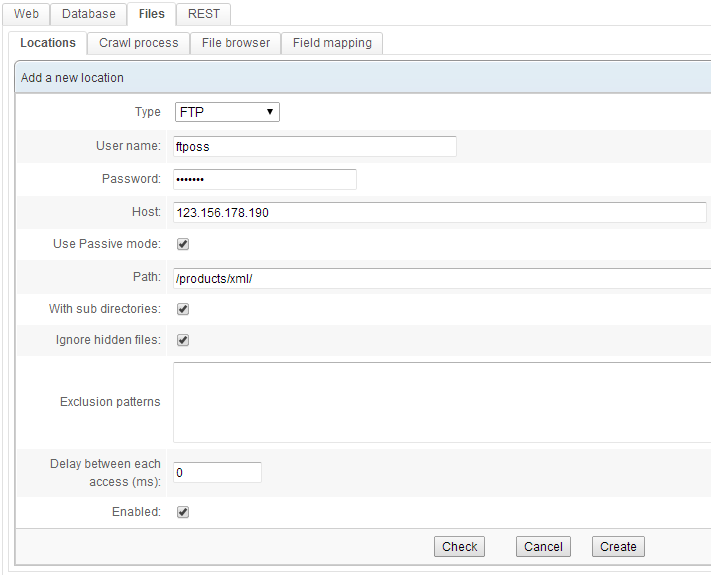 Web Database Files REST
Locations Crawl process File browser Field mapping
Add a new location
Type FTP
User name: ftposs
Password: •••••••
Host: 123.156.178.190
Use Passive mode:
Path: /products/xml/
With sub directories:
Ignore hidden files:
Exclusion patterns
Delay between each
access (ms): 0
Enabled:
Check Cancel Create